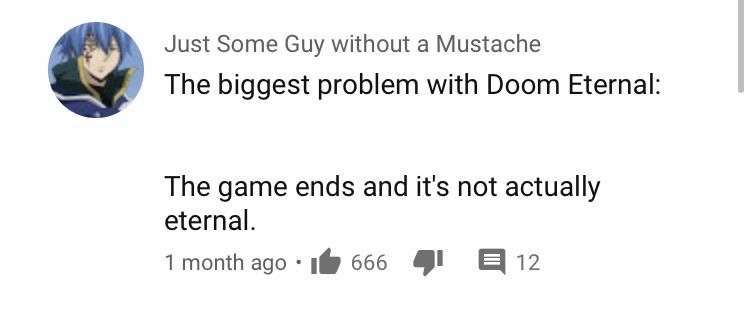 Just Some Guy without a Mustache
The biggest problem with Doom Eternal:
The game ends and it's not actually
eternal.
1 month ago • 666 12